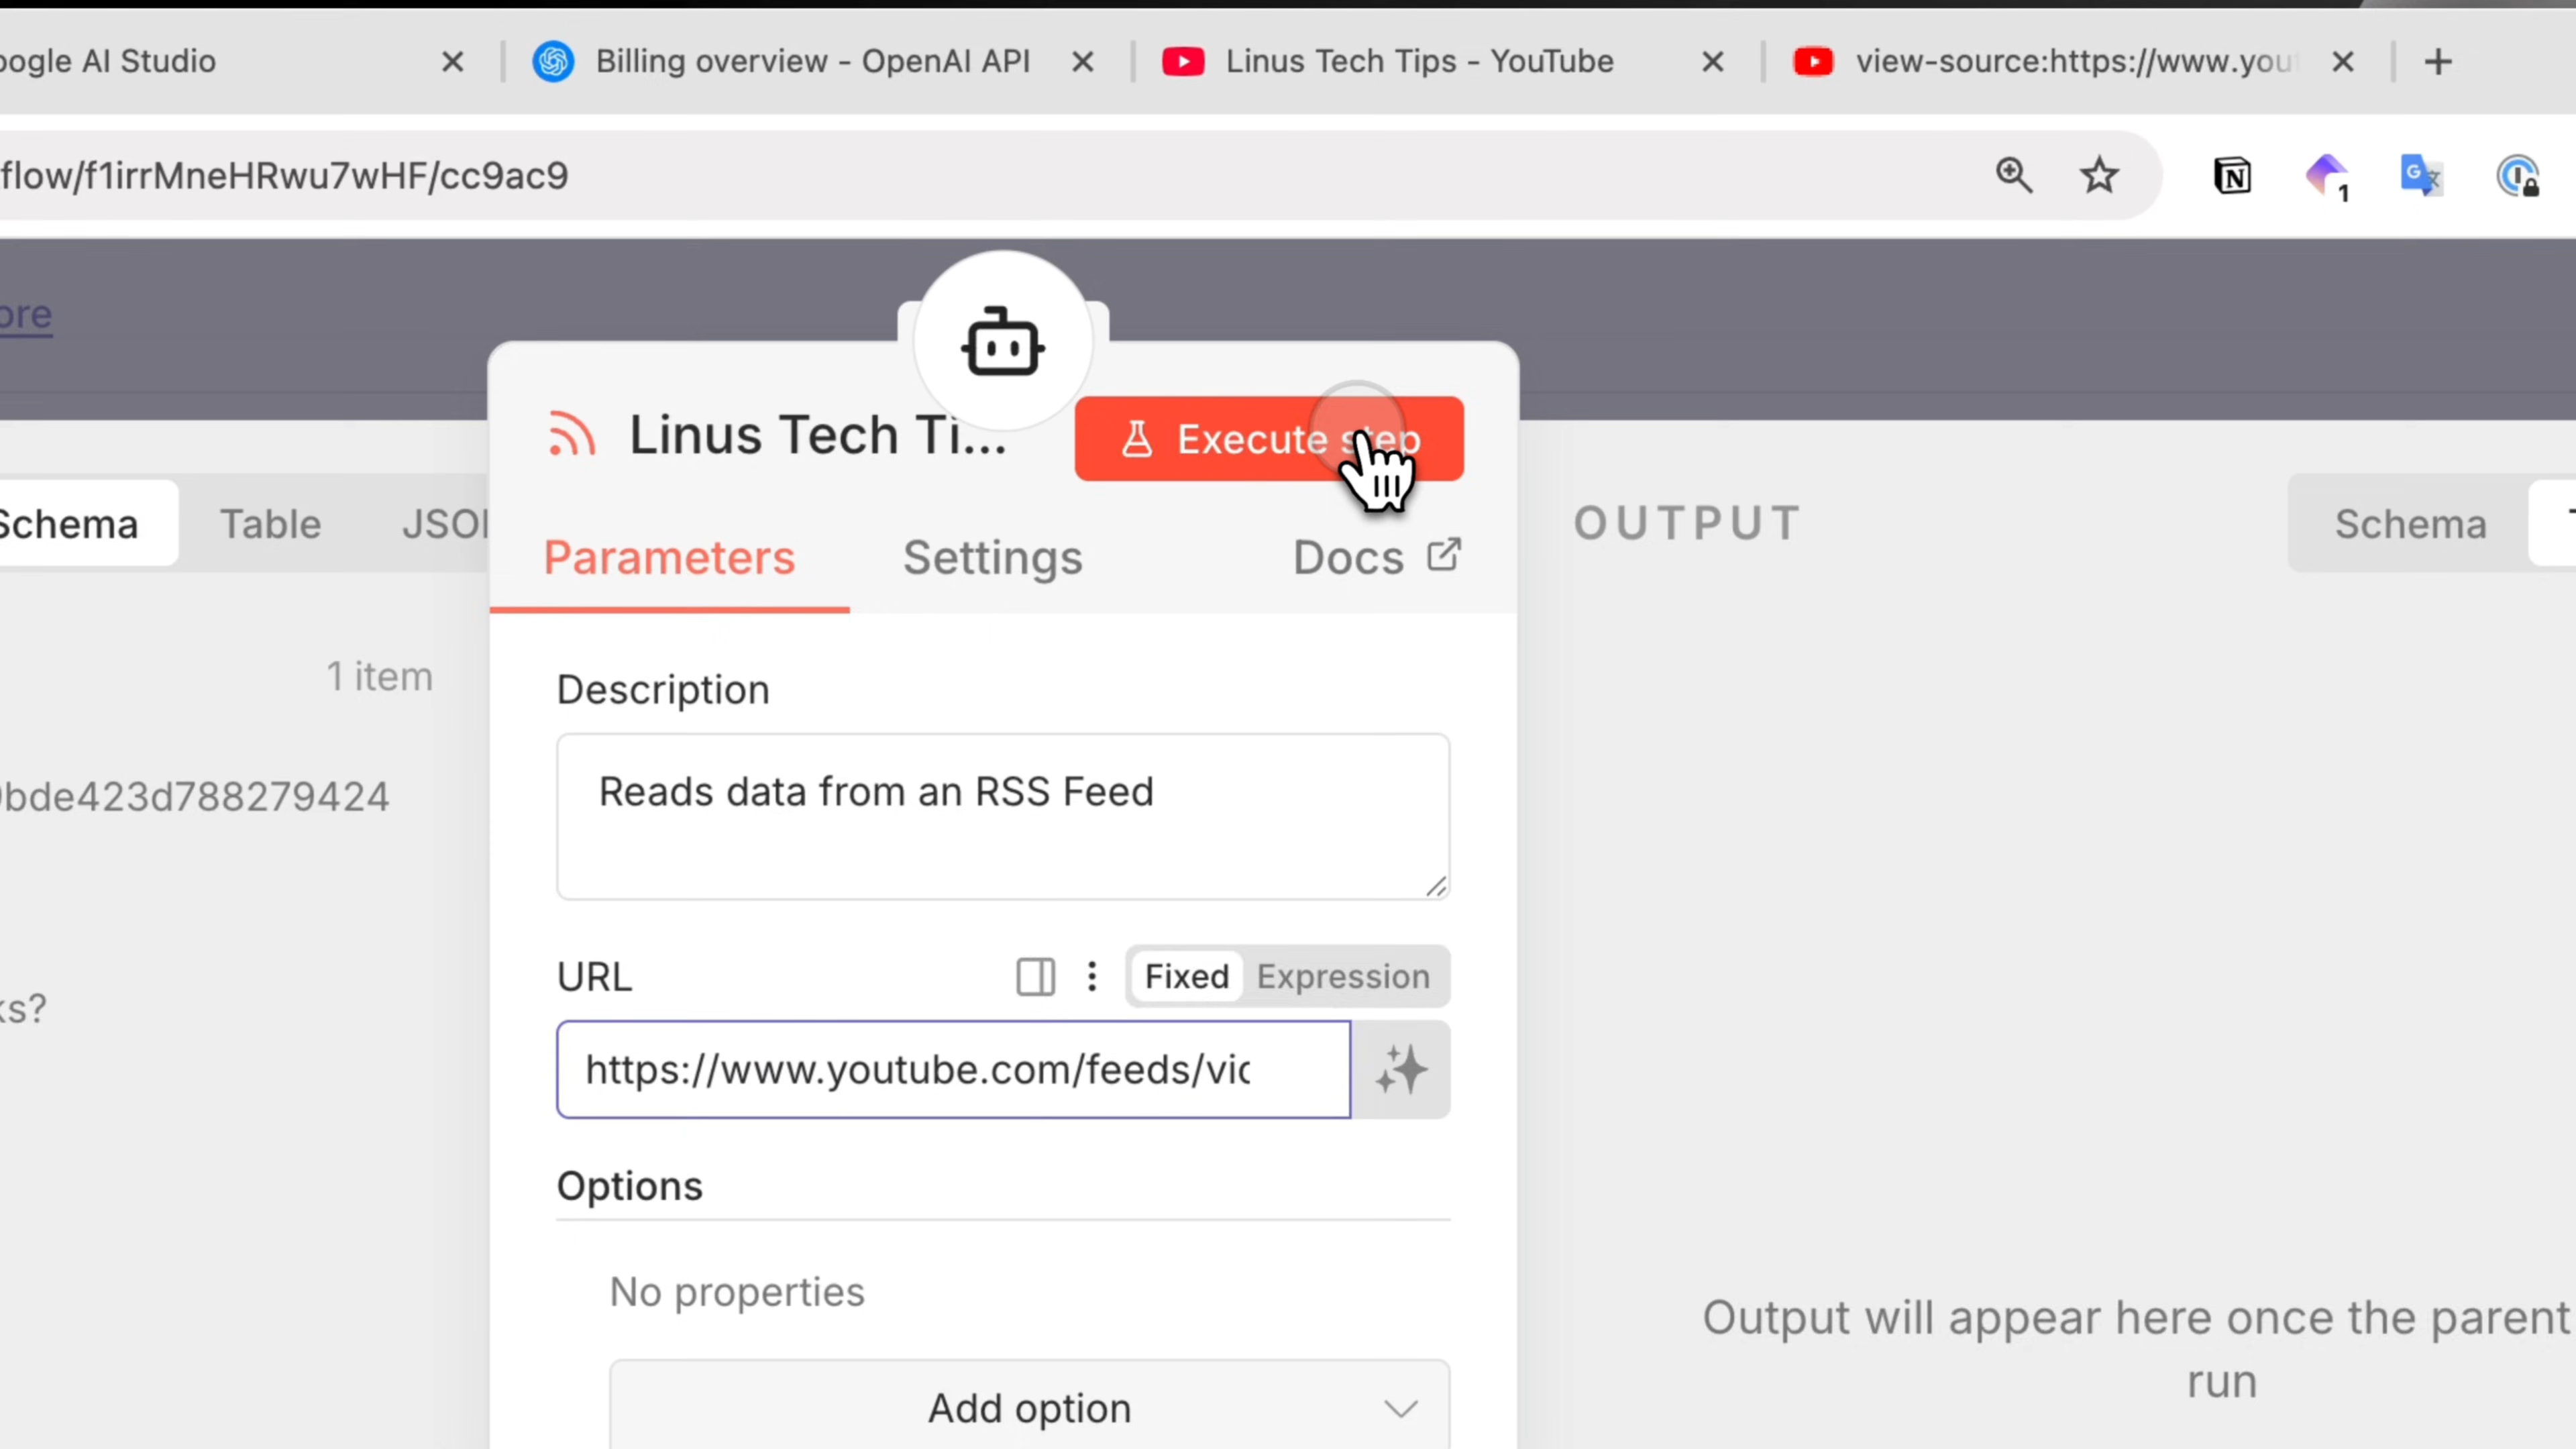 oogle AI Studio
Billing overview - OpenAI API
Linus Tech Tips - YouTube
view-source:https://www.you
flow/f1irrMneHRwu7wHF/cc9ac9
1
ore
Linus Tech Ti...
Execute step
Schema
Table
JSO
Parameters
Settings
Docs
OUTPUT
Schema
1 item
Description
Reads data from an RSS Feed
bde423d788279424
URL
Fixed
Expression
ks?
https://www.youtube.com/feeds/vic
Options
No properties
Output will appear here once the parent
run
Add option